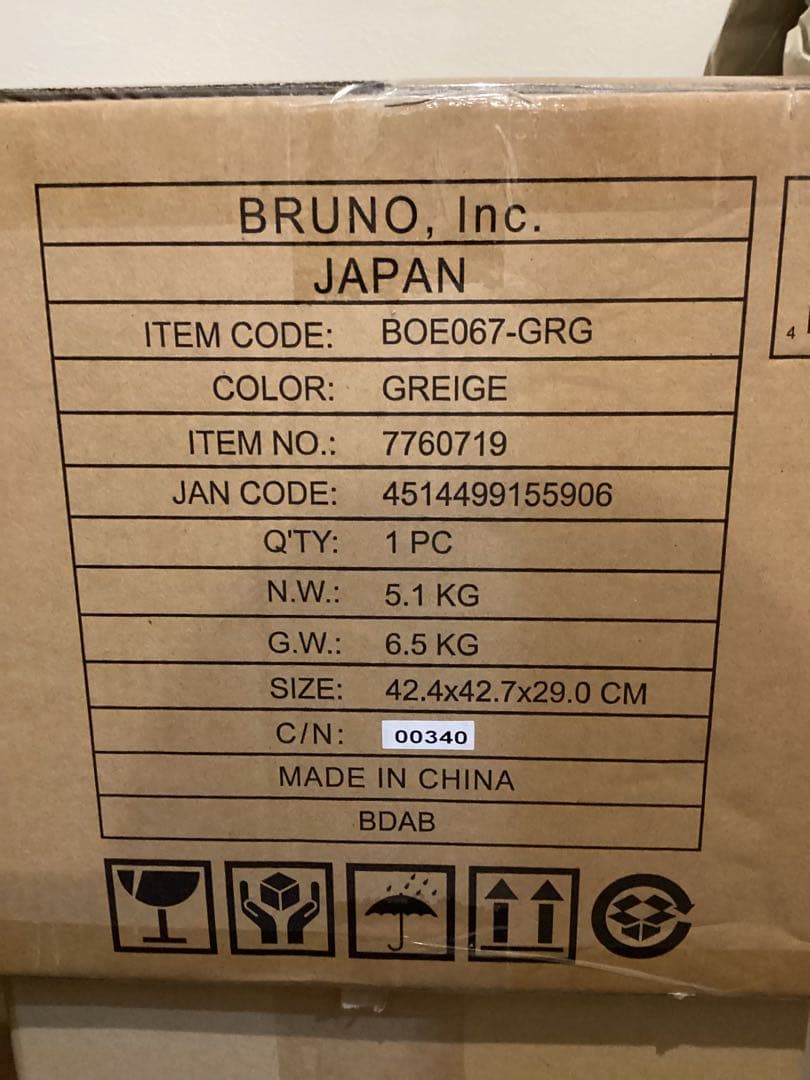 BRUNO, Inc.
JAPAN
ITEM CODE: BOE067-GRG
COLOR: GREIGE
ITEM NO.: 7760719
JAN CODE: 4514499155906
Q'TY: 1 PC
N.W.: 5.1 KG
G.W.: 6.5 KG
SIZE: 42.4x42.7x29.0 CM
C/N: 00340
MADE IN CHINA
BDAB
4